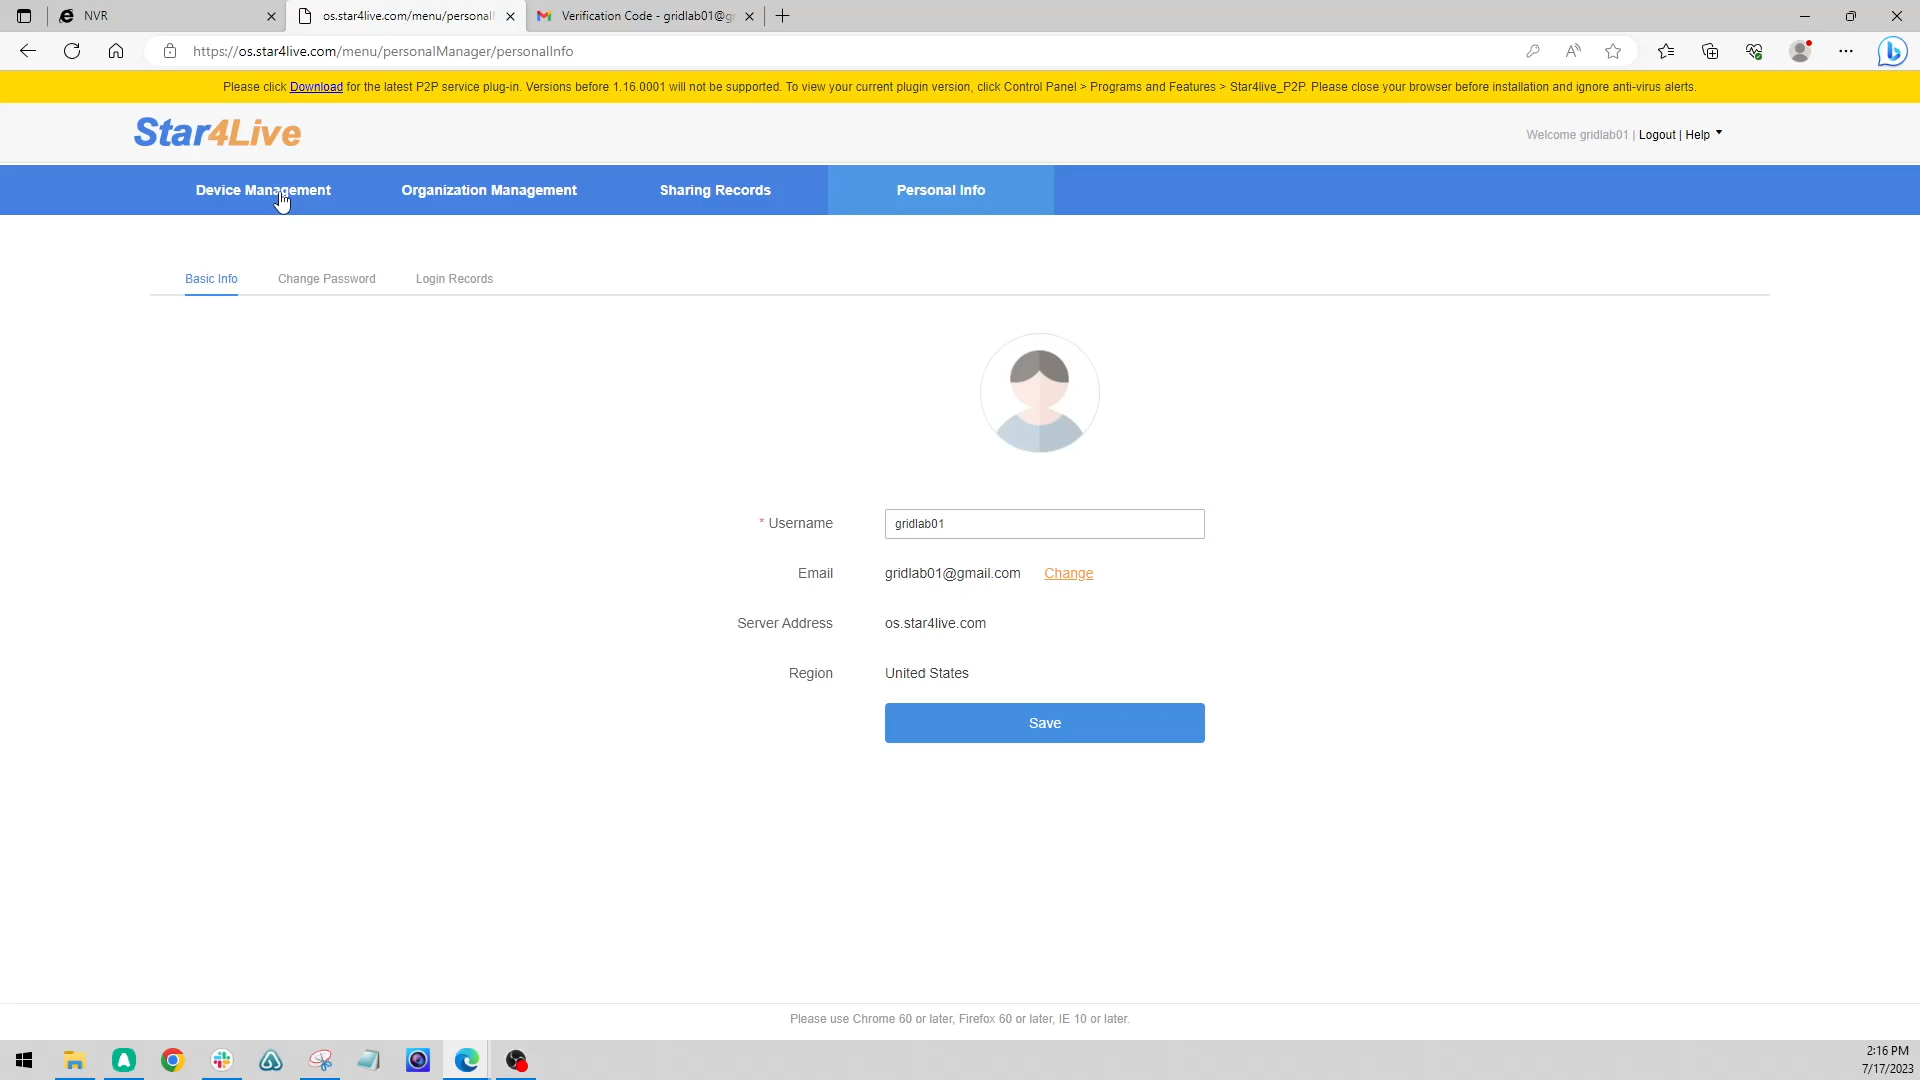 NVR
os.star4live.com/menu/personalI
Verification Code - gridlab01@g
https://os.star4live.com/menu/personalManager/personalInfo
Please click Download for the latest P2P service plug-in. Versions before 1.16.0001 will not be supported. To view your current plugin version, click Control Panel > Programs and Features > Star4live_P2P. Please close your browser before installation and ignore anti-virus alerts.
Star4Live
Welcome gridlab01 | Logout | Help
Device Management Organization Management Sharing Records Personal Info
Basic Info Change Password Login Records
* Username gridlab01
Email gridlab01@gmail.com Change
Server Address os.star4live.com
Region United States
Save
Please use Chrome 60 or later, Firefox 60 or later, IE 10 or later.
2:16 PM
7/17/2023